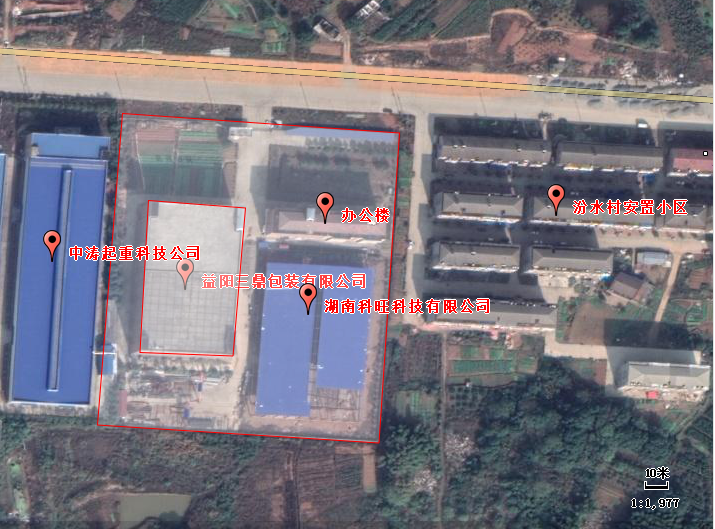 办公楼
汾水村安置小区
中涛起重科技公司
益阳三鼎包装有限公司
湖南科旺科技有限公司
10米
1:1,977